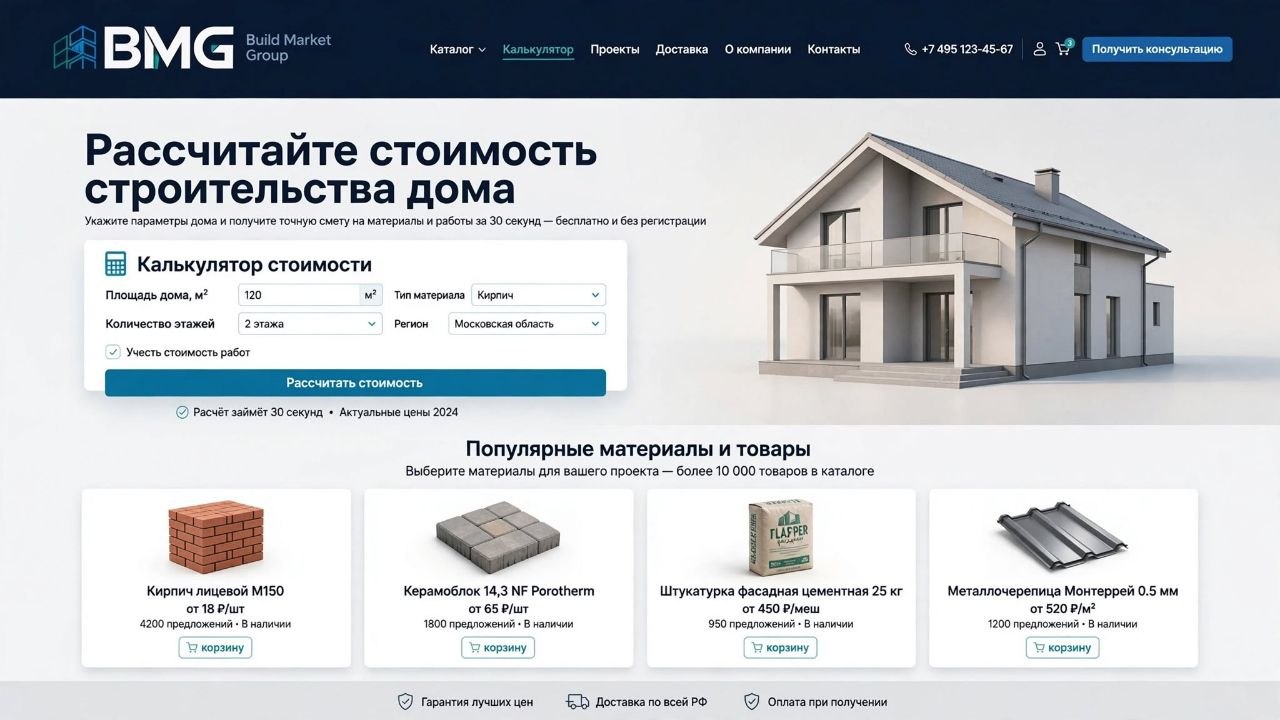 BMG Build Market Group
Каталог Калькулятор Проекты Доставка О компании Контакты +7 495 123-45-67 3 Получить консультацию
Рассчитайте стоимость
строительства дома
Укажите параметры дома и получите точную смету на материалы и работы за 30 секунд — бесплатно и без регистрации
Калькулятор стоимости
Площадь дома, м² 120 м² Тип материала Кирпич
Количество этажей 2 этажа Регион Московская область
Учесть стоимость работ
Рассчитать стоимость
Расчёт займёт 30 секунд • Актуальные цены 2024
Популярные материалы и товары
Выберите материалы для вашего проекта — более 10 000 товаров в каталоге
Кирпич лицевой М150
от 18 ₽/шт
4200 предложений • В наличии
корзину
Керамоблок 14,3 NF Porotherm
от 65 ₽/шт
1800 предложений • В наличии
корзину
Штукатурка фасадная цементная 25 кг
от 450 ₽/меш
950 предложений • В наличии
корзину
Металлочерепица Монтеррей 0.5 мм
от 520 ₽/м²
1200 предложений • В наличии
корзину
Гарантия лучших цен Доставка по всей РФ Оплата при получении